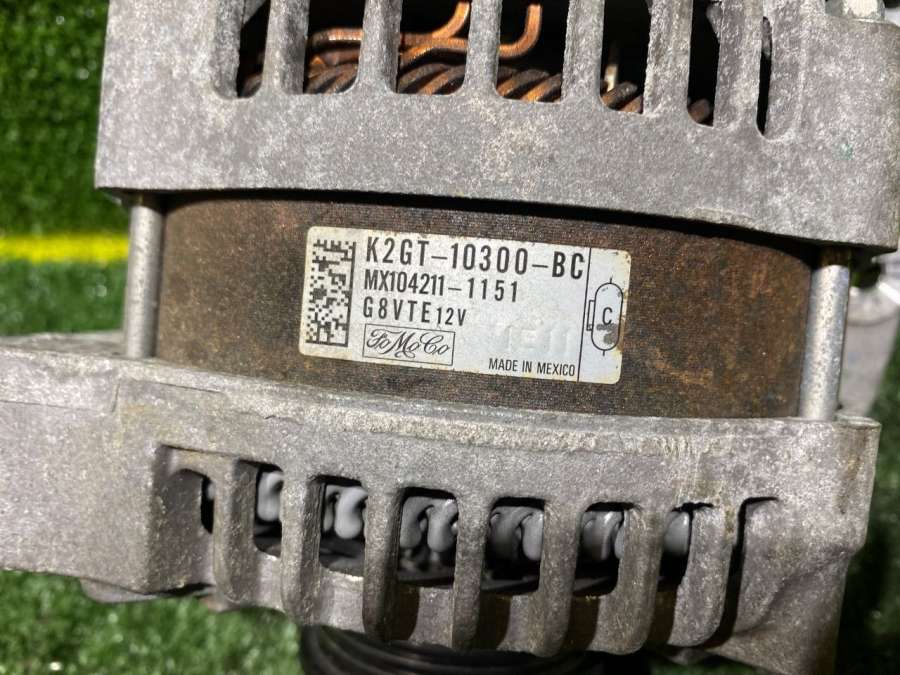 K2GT-10300-BC
MX104211-1151
G8VTE12V
FoMoCo
MADE IN MEXICO
C